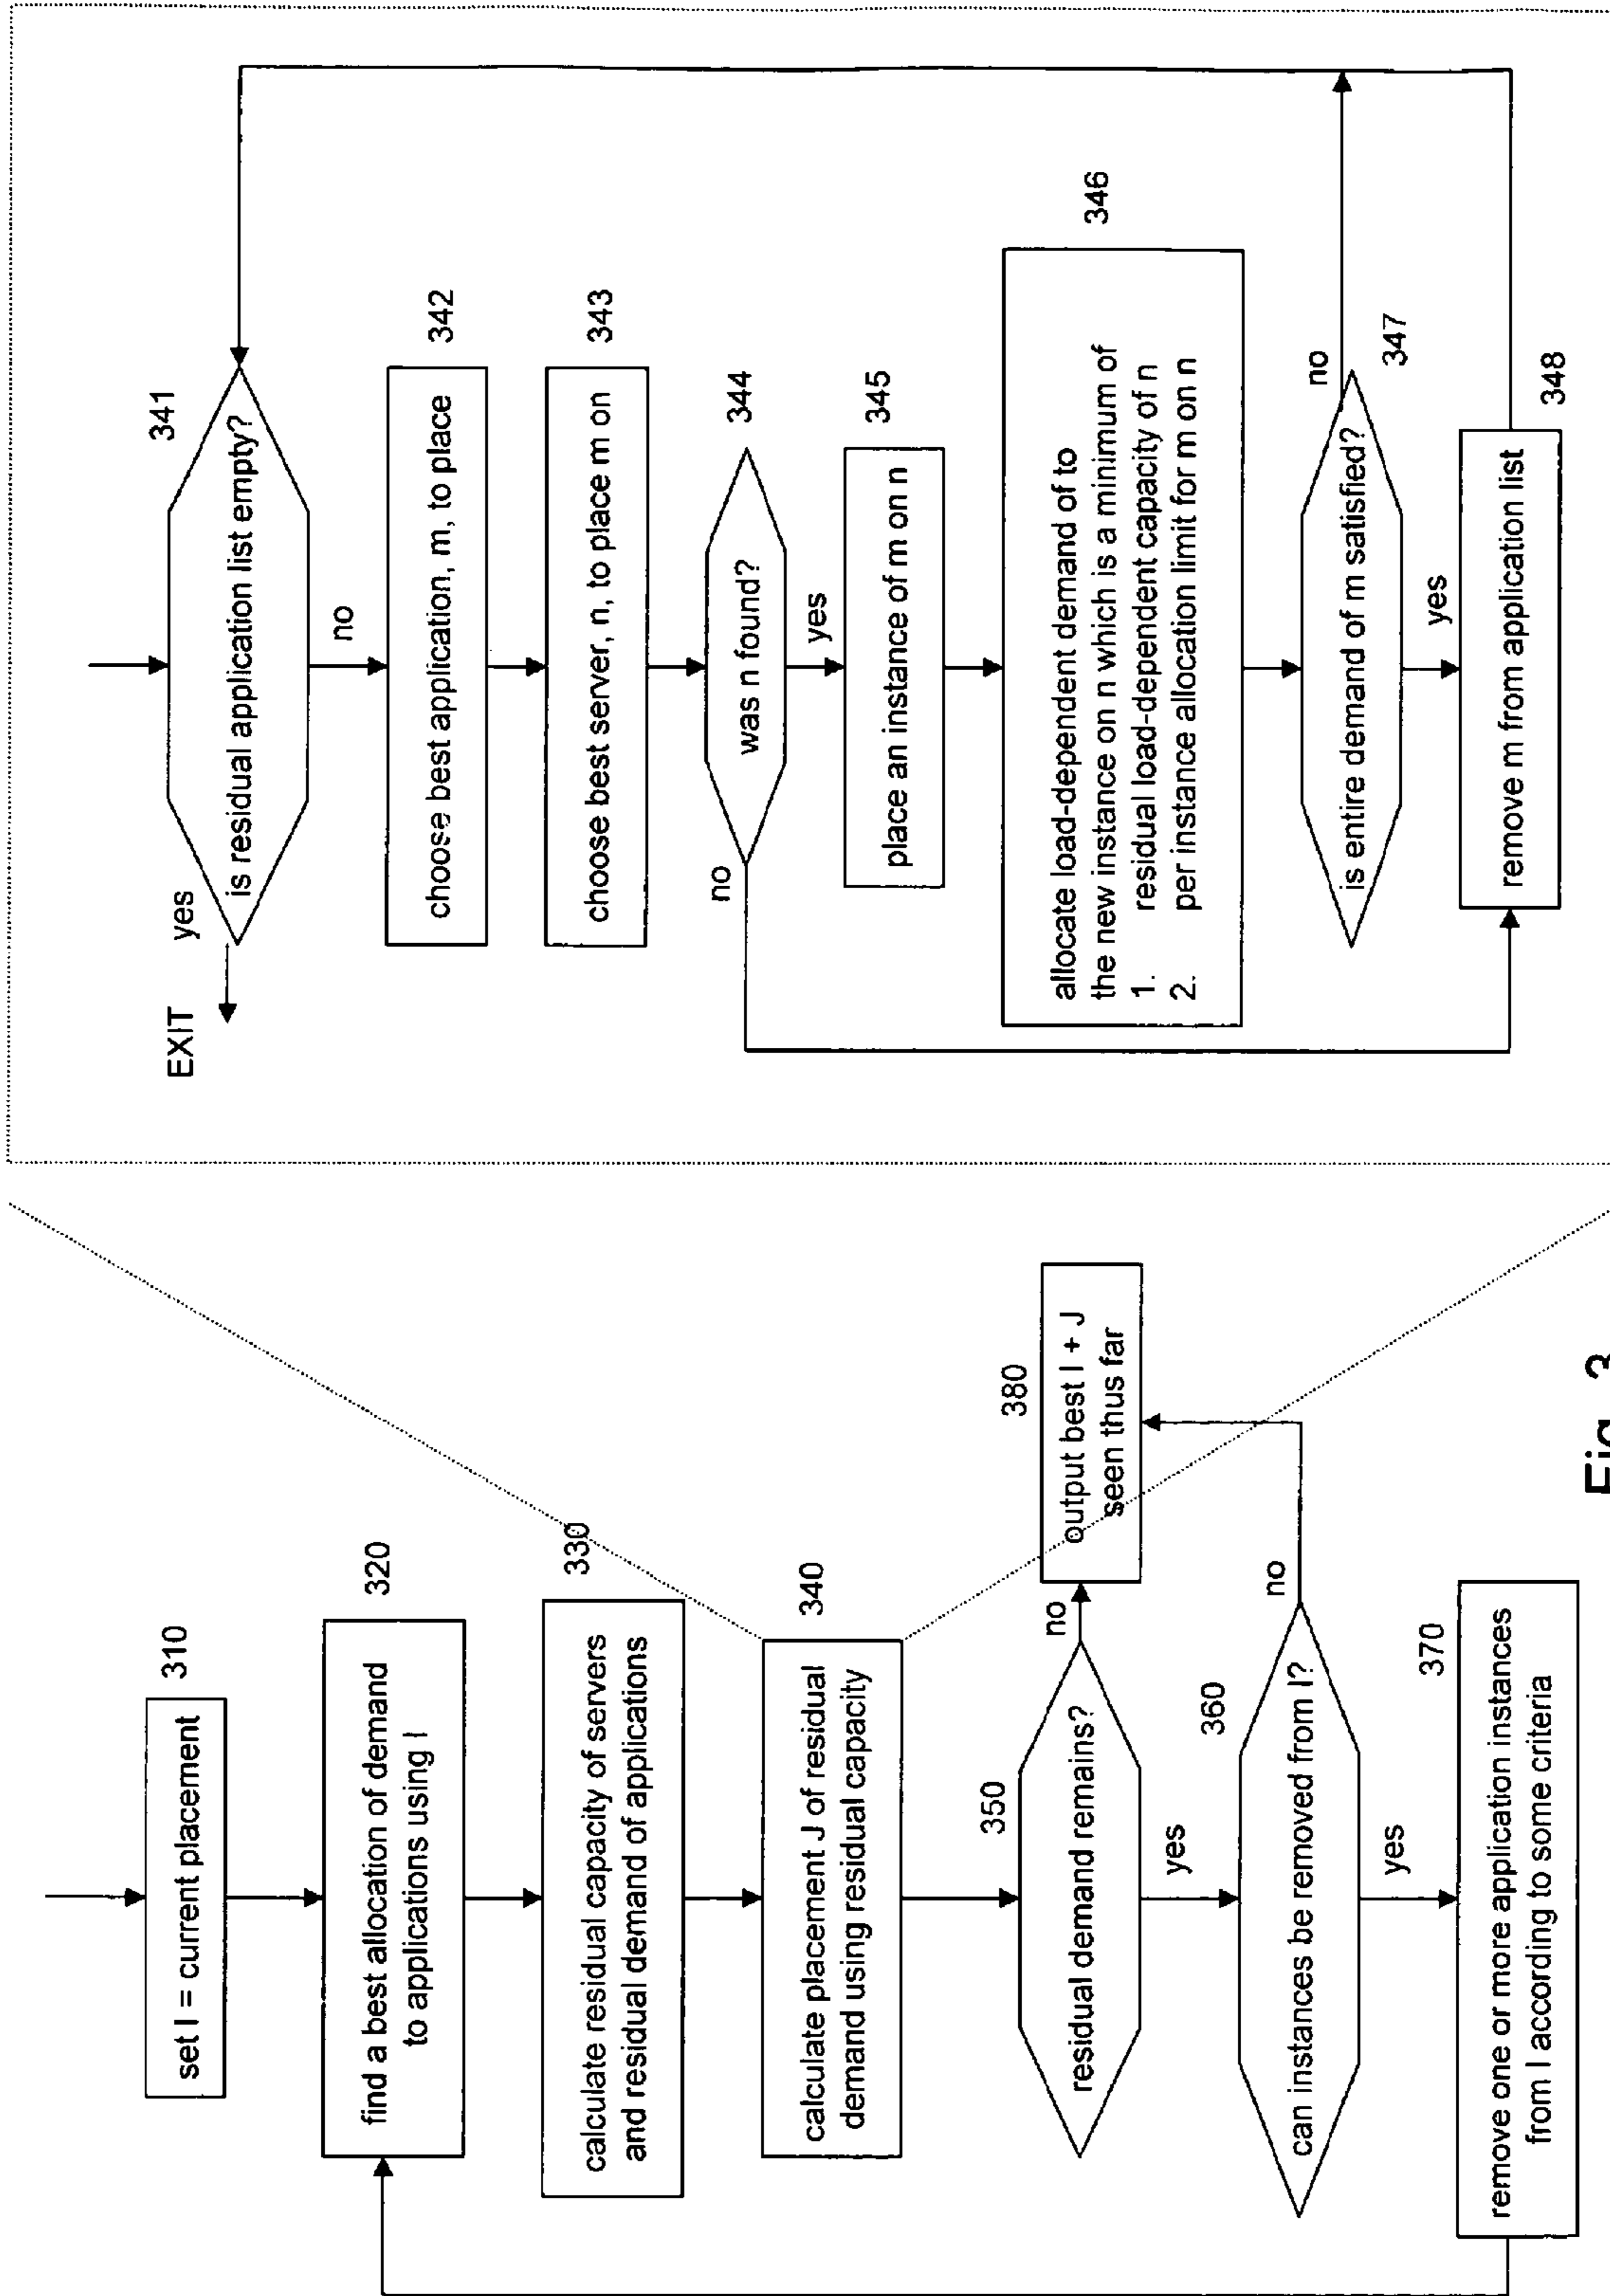 310
set I = current placement
320
find a best allocation of demand
to applications using I
330
calculate residual capacity of servers
and residual demand of applications
340
calculate placement J of residual
demand using residual capacity
350
residual demand remains?
no
yes
380
output best I + J
seen thus far
360
can instances be removed from I?
no
yes
370
remove one or more application instances
from I according to some criteria
EXIT
yes
341
is residual application list empty?
no
342
choose best application, m, to place
343
choose best server, n, to place m on
344
was n found?
no
yes
345
place an instance of m on n
346
allocate load-dependent demand of to
the new instance on n which is a minimum of
1. residual load-dependent capacity of n
2. per instance allocation limit for m on n
347
is entire demand of m satisfied?
no
yes
348
remove m from application list
Fig. 3